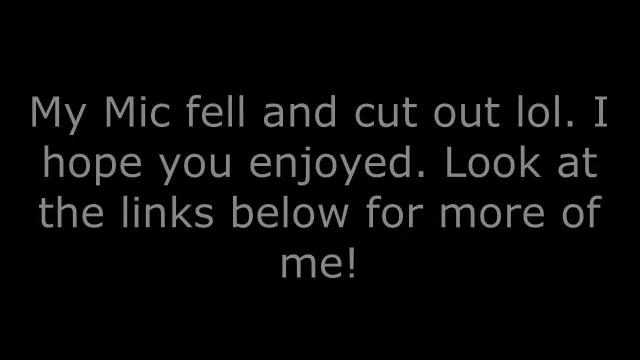 My Mic fell and cut out lol. I
hope you enjoyed. Look at
the links below for more of
me!